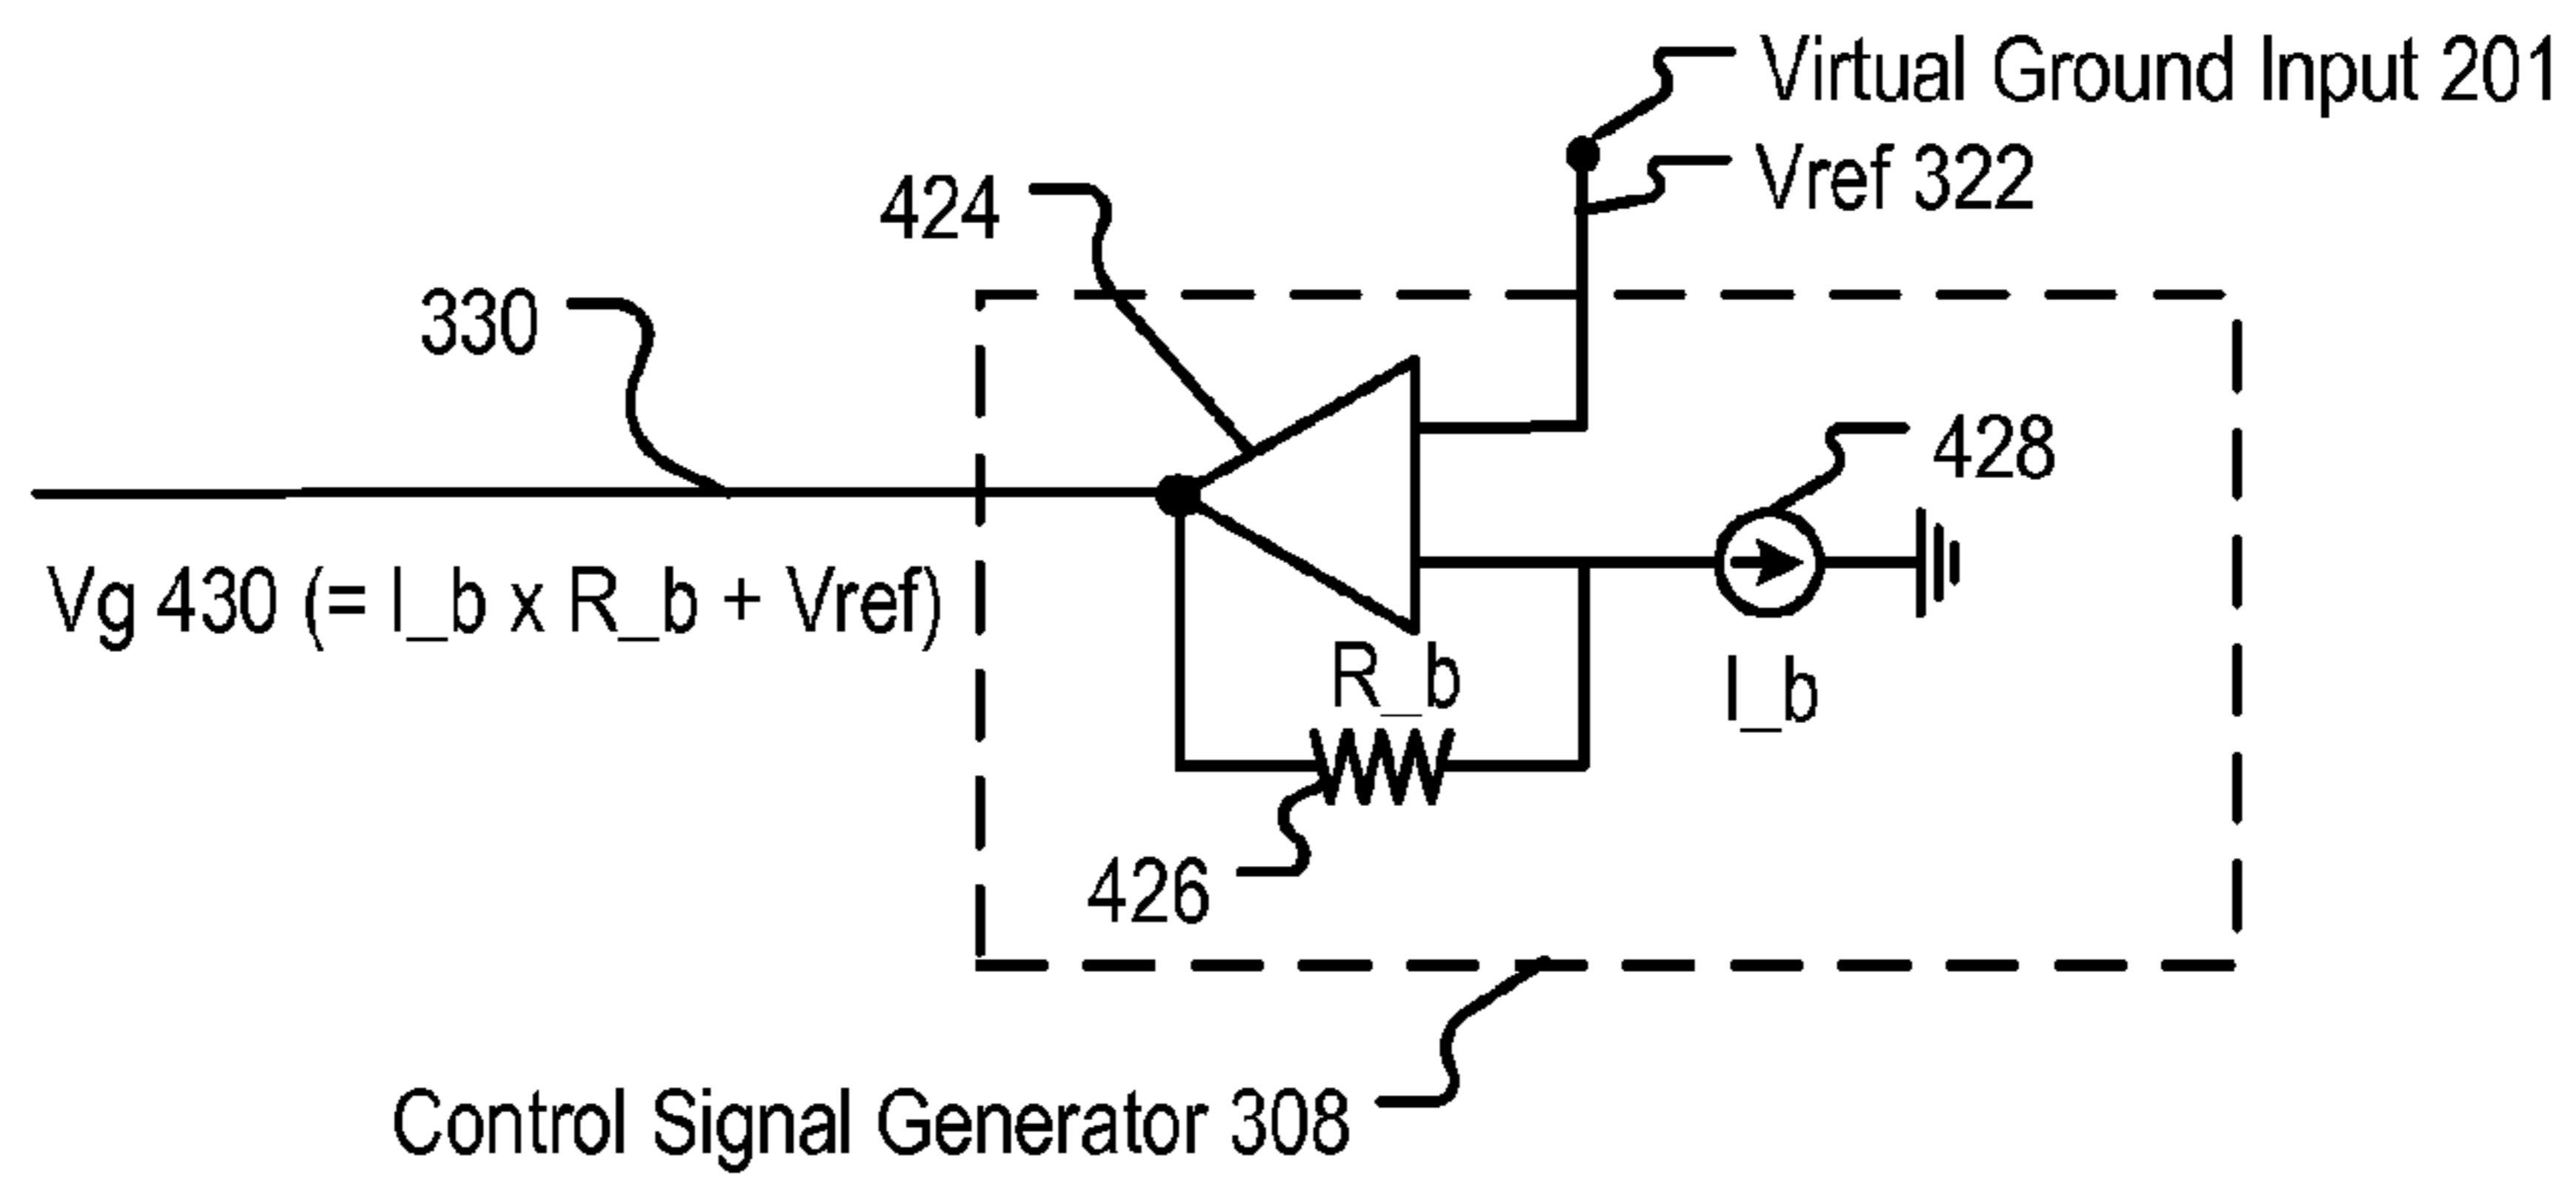 Virtual Ground Input 201
Vref 322
424
330
428
Vg 430 (= I_b x R_b + Vref)
R_b
I_b
426
Control Signal Generator 308